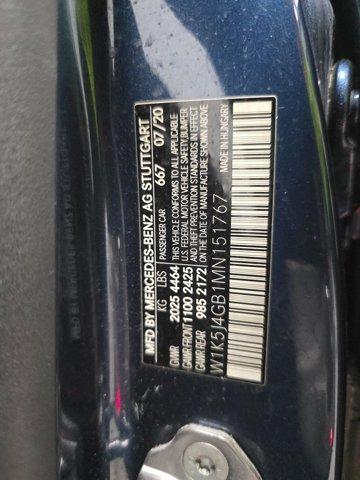 MFD BY MERCEDES-BENZ AG STUTTGART
PASSENGER CAR 667 07/20
KG LBS
GVWR 2025 4464
GAWR FRONT 1100 2425
GAWR REAR 985 2172
THIS VEHICLE CONFORMS TO ALL APPLICABLE
U.S. FEDERAL MOTOR VEHICLE SAFETY, BUMPER
AND THEFT PREVENTION STANDARDS IN EFFECT
ON THE DATE OF MANUFACTURE SHOWN ABOVE
W1K5J4GB1MN151767
MADE IN HUNGARY